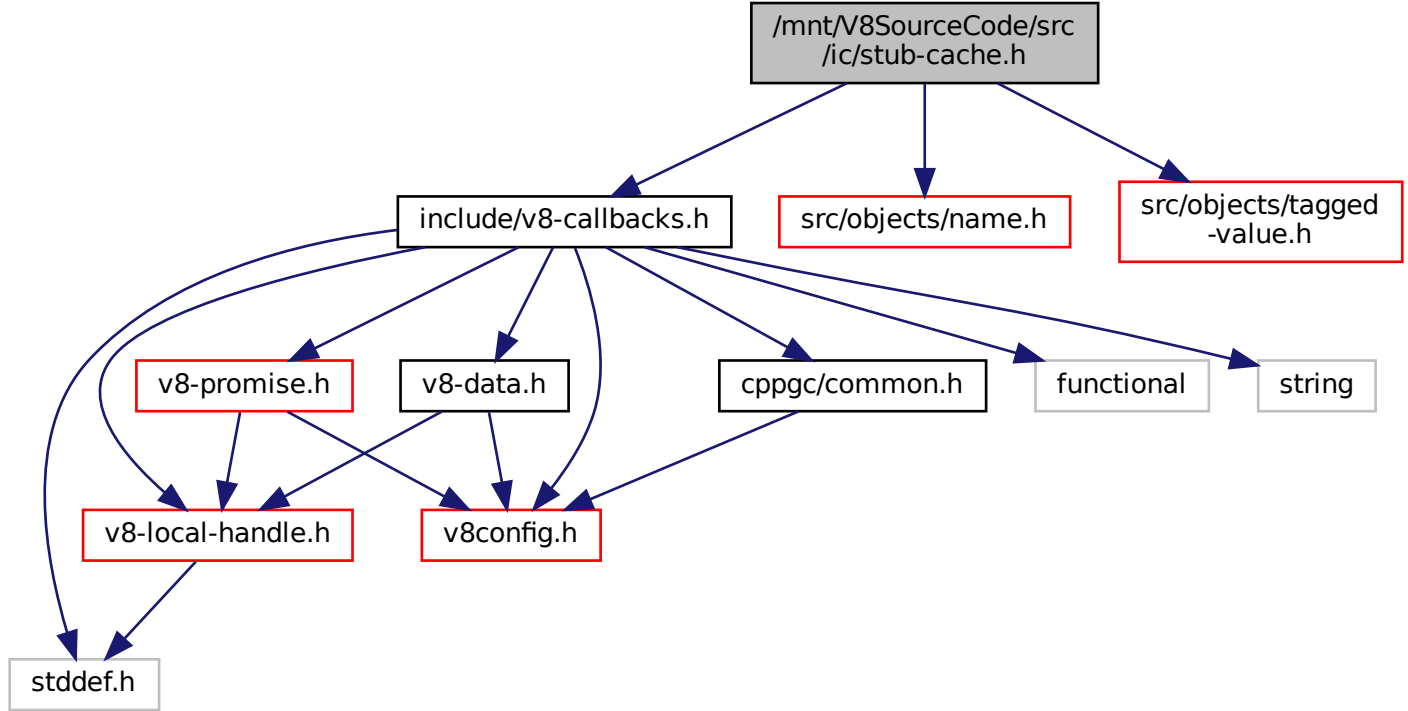 /mnt/V8SourceCode/src
/ic/stub-cache.h
include/v8-callbacks.h
src/objects/name.h
src/objects/tagged
-value.h
v8-promise.h
v8-data.h
cppgc/common.h
functional
string
v8-local-handle.h
v8config.h
stddef.h